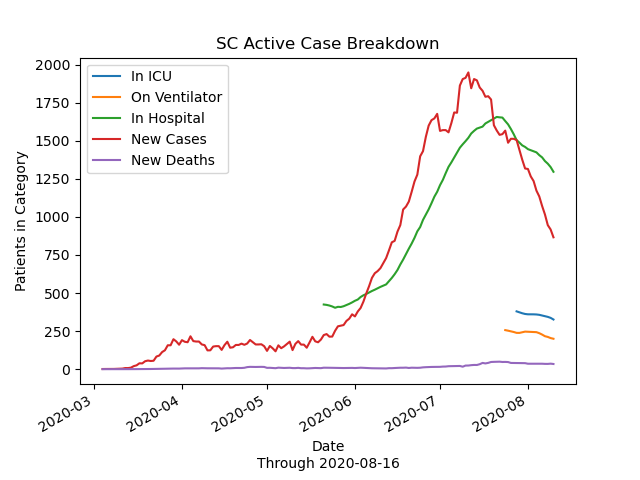 SC Active Case Breakdown
In ICU
On Ventilator
In Hospital
New Cases
New Deaths
Patients in Category
2000
1750
1500
1250
1000
750
500
250
0
2020-03
2020-04
2020-05
2020-06
2020-07
2020-08
Date
Through 2020-08-16